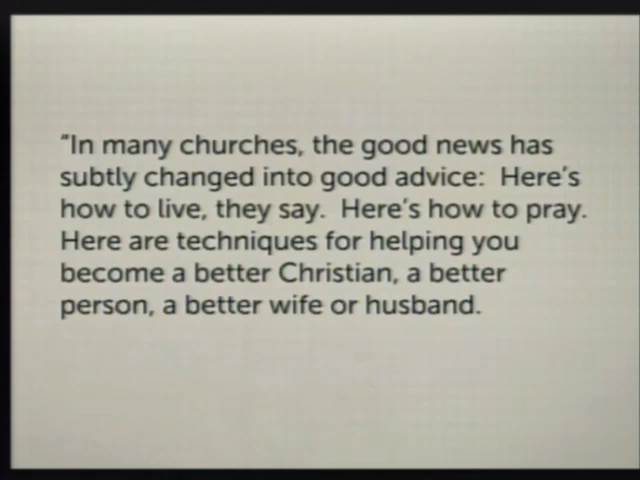 “In many churches, the good news has
subtly changed into good advice:  Here’s
how to live, they say.  Here’s how to pray.
Here are techniques for helping you
become a better Christian, a better
person, a better wife or husband.